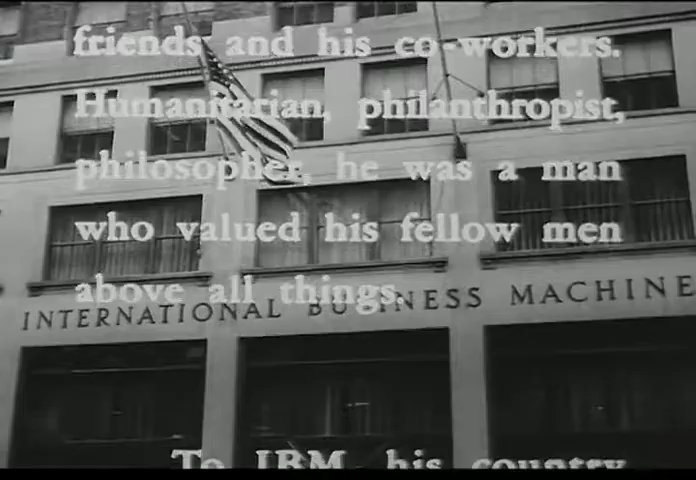 friends and his co-workers.
Humanitarian, philanthropist,
philosopher, he was a man
who valued his fellow men
above all things.
INTERNATIONAL BUSINESS MACHINE
To IBM, his country